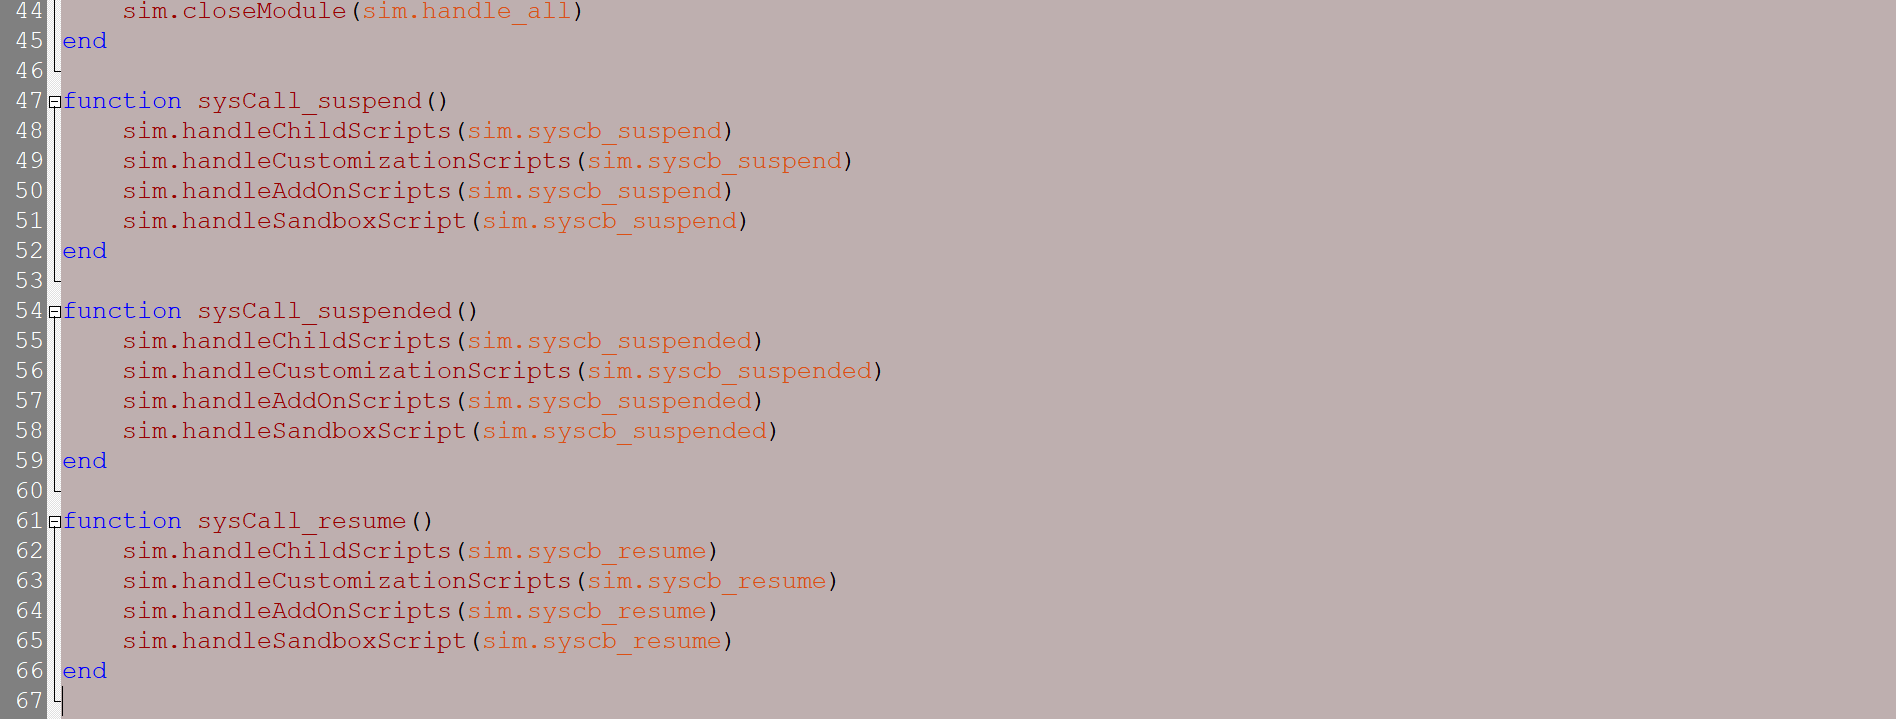 44     sim.closeModule(sim.handle_all)
45 end
46
47 function sysCall_suspend()
48     sim.handleChildScripts(sim.syscb_suspend)
49     sim.handleCustomizationScripts(sim.syscb_suspend)
50     sim.handleAddOnScripts(sim.syscb_suspend)
51     sim.handleSandboxScript(sim.syscb_suspend)
52 end
53
54 function sysCall_suspended()
55     sim.handleChildScripts(sim.syscb_suspended)
56     sim.handleCustomizationScripts(sim.syscb_suspended)
57     sim.handleAddOnScripts(sim.syscb_suspended)
58     sim.handleSandboxScript(sim.syscb_suspended)
59 end
60
61 function sysCall_resume()
62     sim.handleChildScripts(sim.syscb_resume)
63     sim.handleCustomizationScripts(sim.syscb_resume)
64     sim.handleAddOnScripts(sim.syscb_resume)
65     sim.handleSandboxScript(sim.syscb_resume)
66 end
67